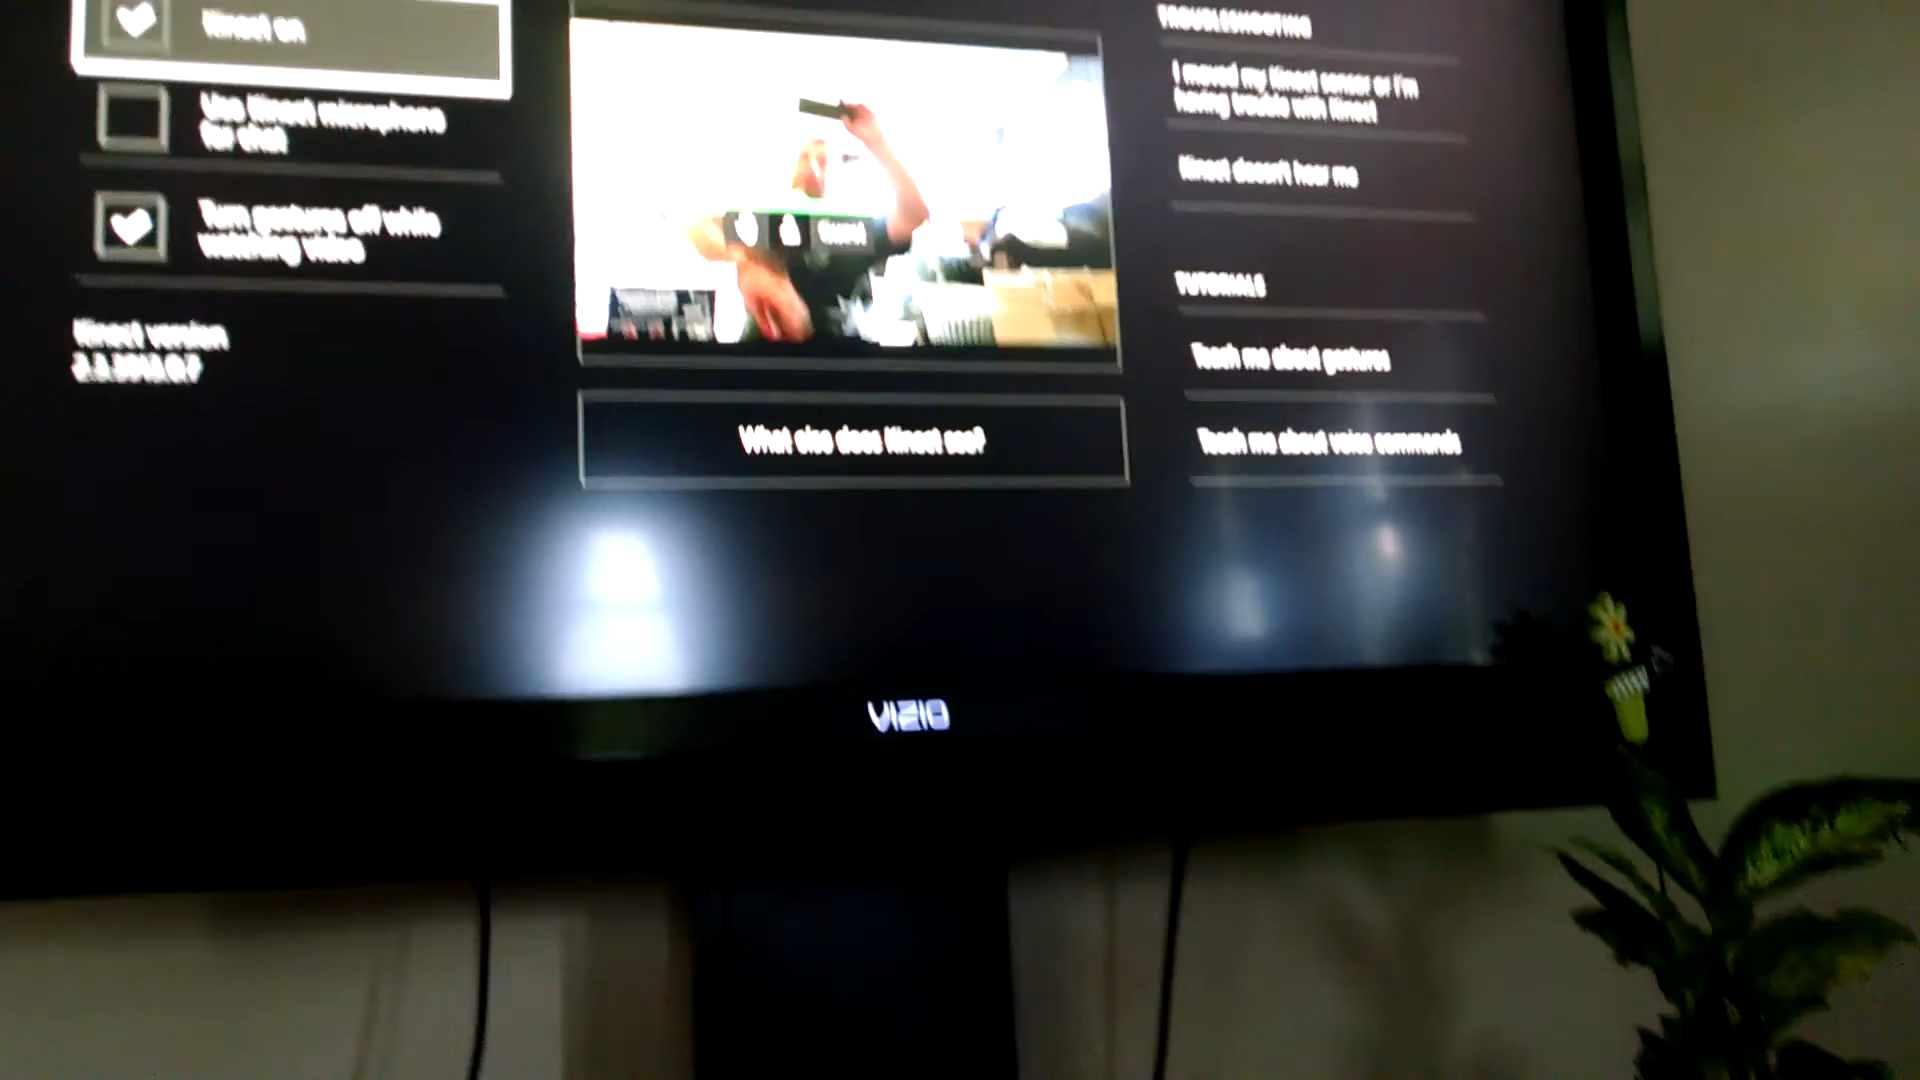 Kinect on
Use Kinect microphone
for chat
Turn gestures off while
watching video
Kinect version
What else does Kinect see?
TROUBLESHOOTING
I moved my Kinect sensor or I'm
having trouble with Kinect
Kinect doesn't hear me
TUTORIALS
Teach me about gestures
Teach me about voice commands
VIZIO